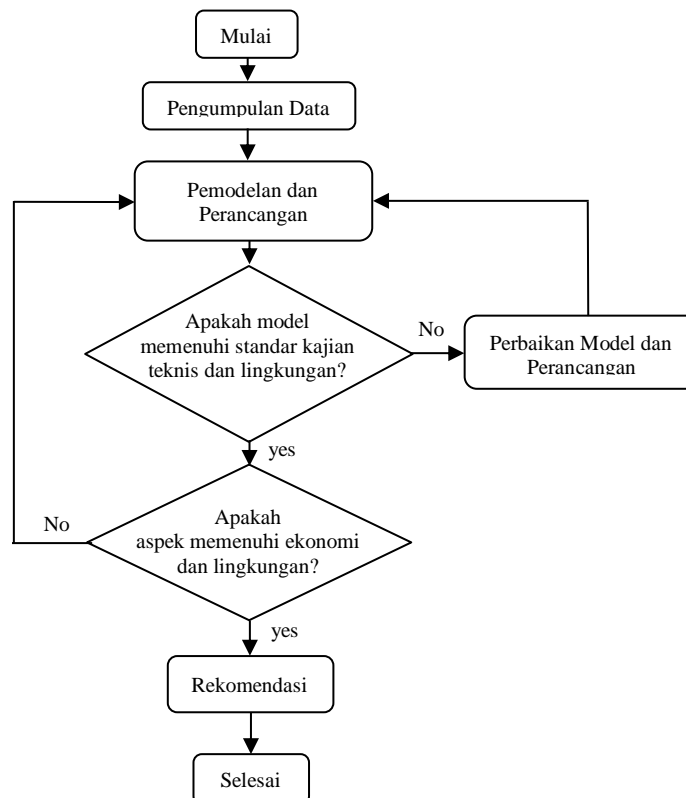 Mulai
Pengumpulan Data
Pemodelan dan
Perancangan
Apakah model
memenuhi standar kajian
teknis dan lingkungan?
No
Perbaikan Model dan
Perancangan
yes
No
Apakah
aspek memenuhi ekonomi
dan lingkungan?
yes
Rekomendasi
Selesai